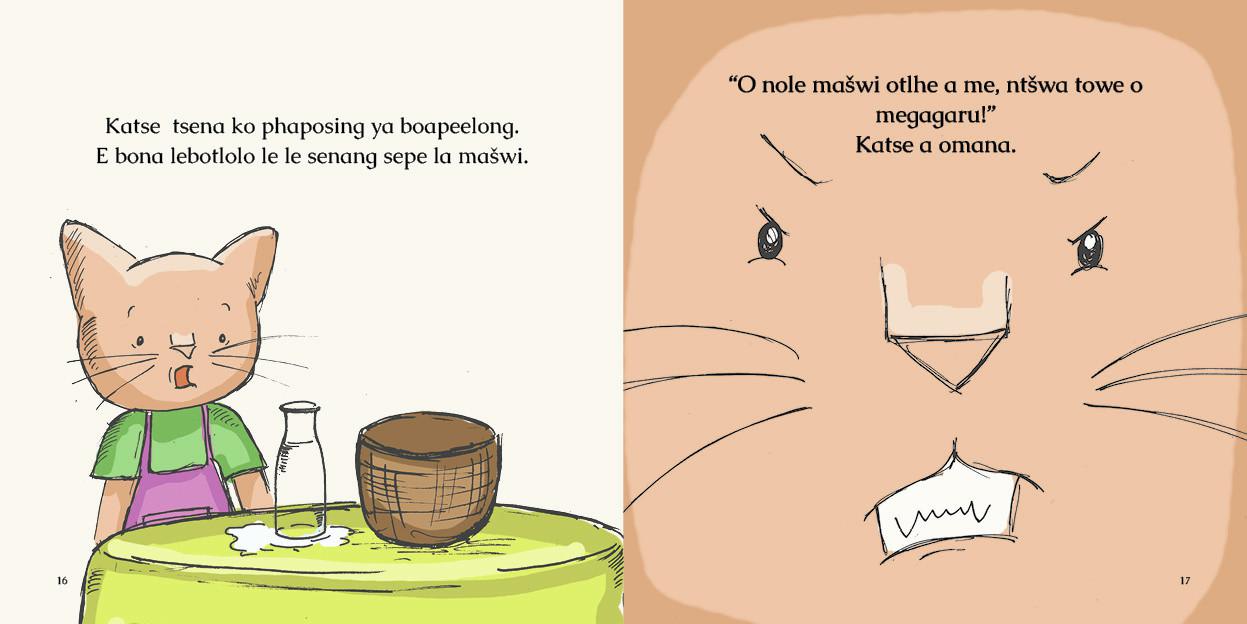 Katse  tsena ko phaposing ya boapeelong.
E bona lebotlolo le le senang sepe la mašwi.
16
“O nole mašwi otlhe a me, ntšwa towe o
megagaru!”
Katse a omana.
17